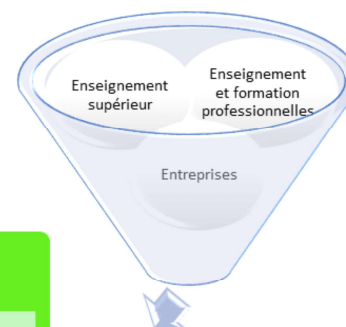 Enseignement
supérieur
Enseignement
et formation
professionnelles
Entreprises